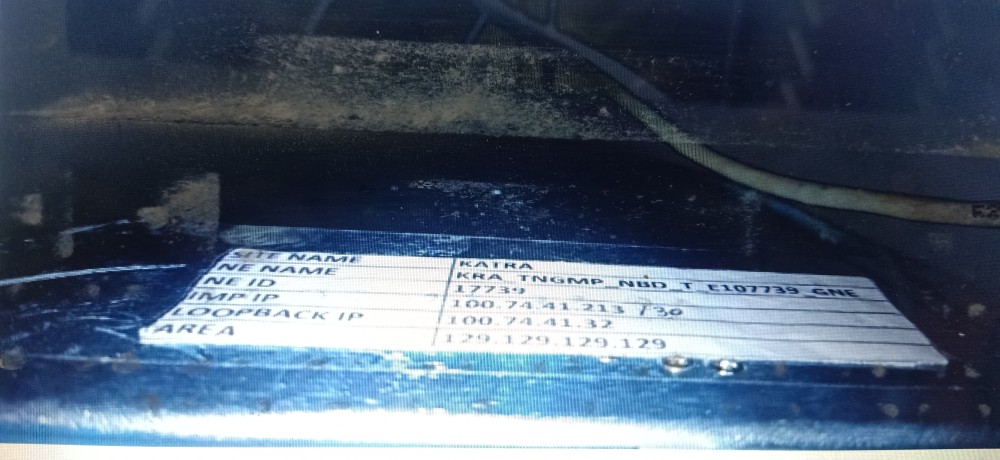 SITE NAME KATRA
NE NAME KRA_TNGMP_NBD_T_E107739_GNE
NE ID 17739
IMP IP 100.74.41.213 /30
LOOPBACK IP 100.74.41.32
AREA 129.129.129.129